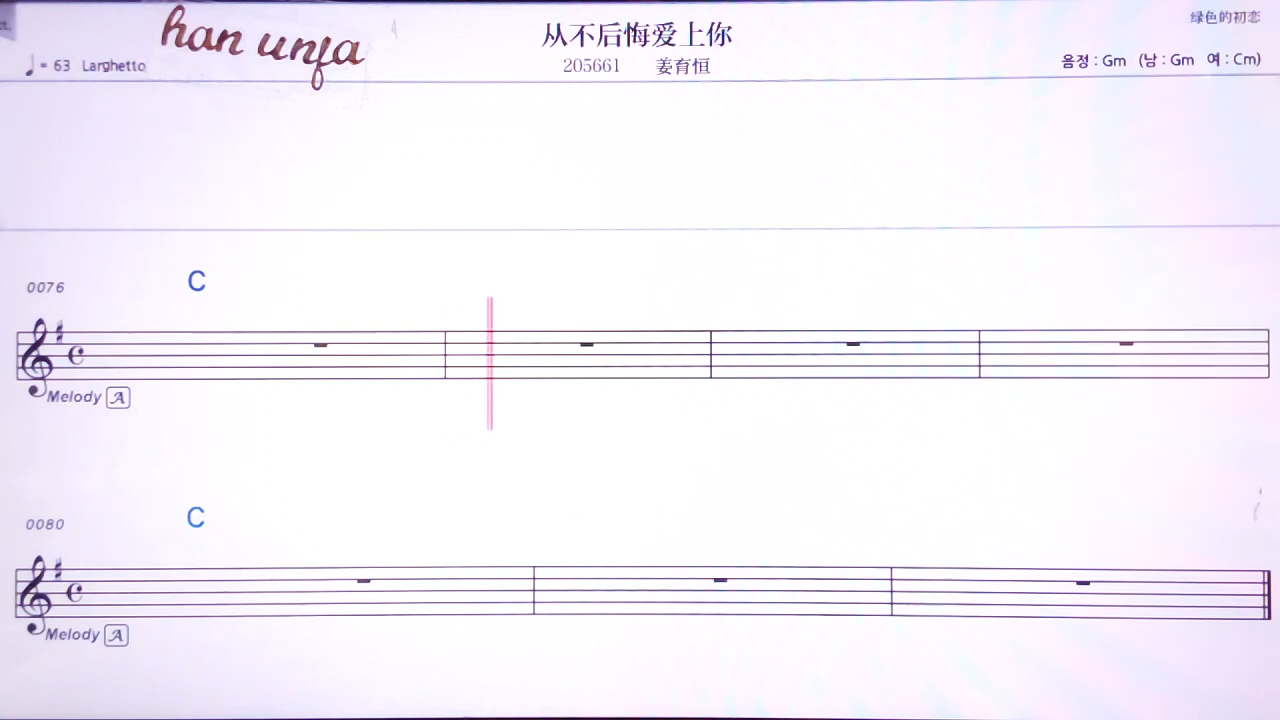 han unfa
从不后悔爱上你
绿色的初恋
♩ = 63 Larghetto
205661 姜育恒
음정 : Gm (남 : Gm 여 : Cm)
0076
C
Melody A
0080
C
Melody A